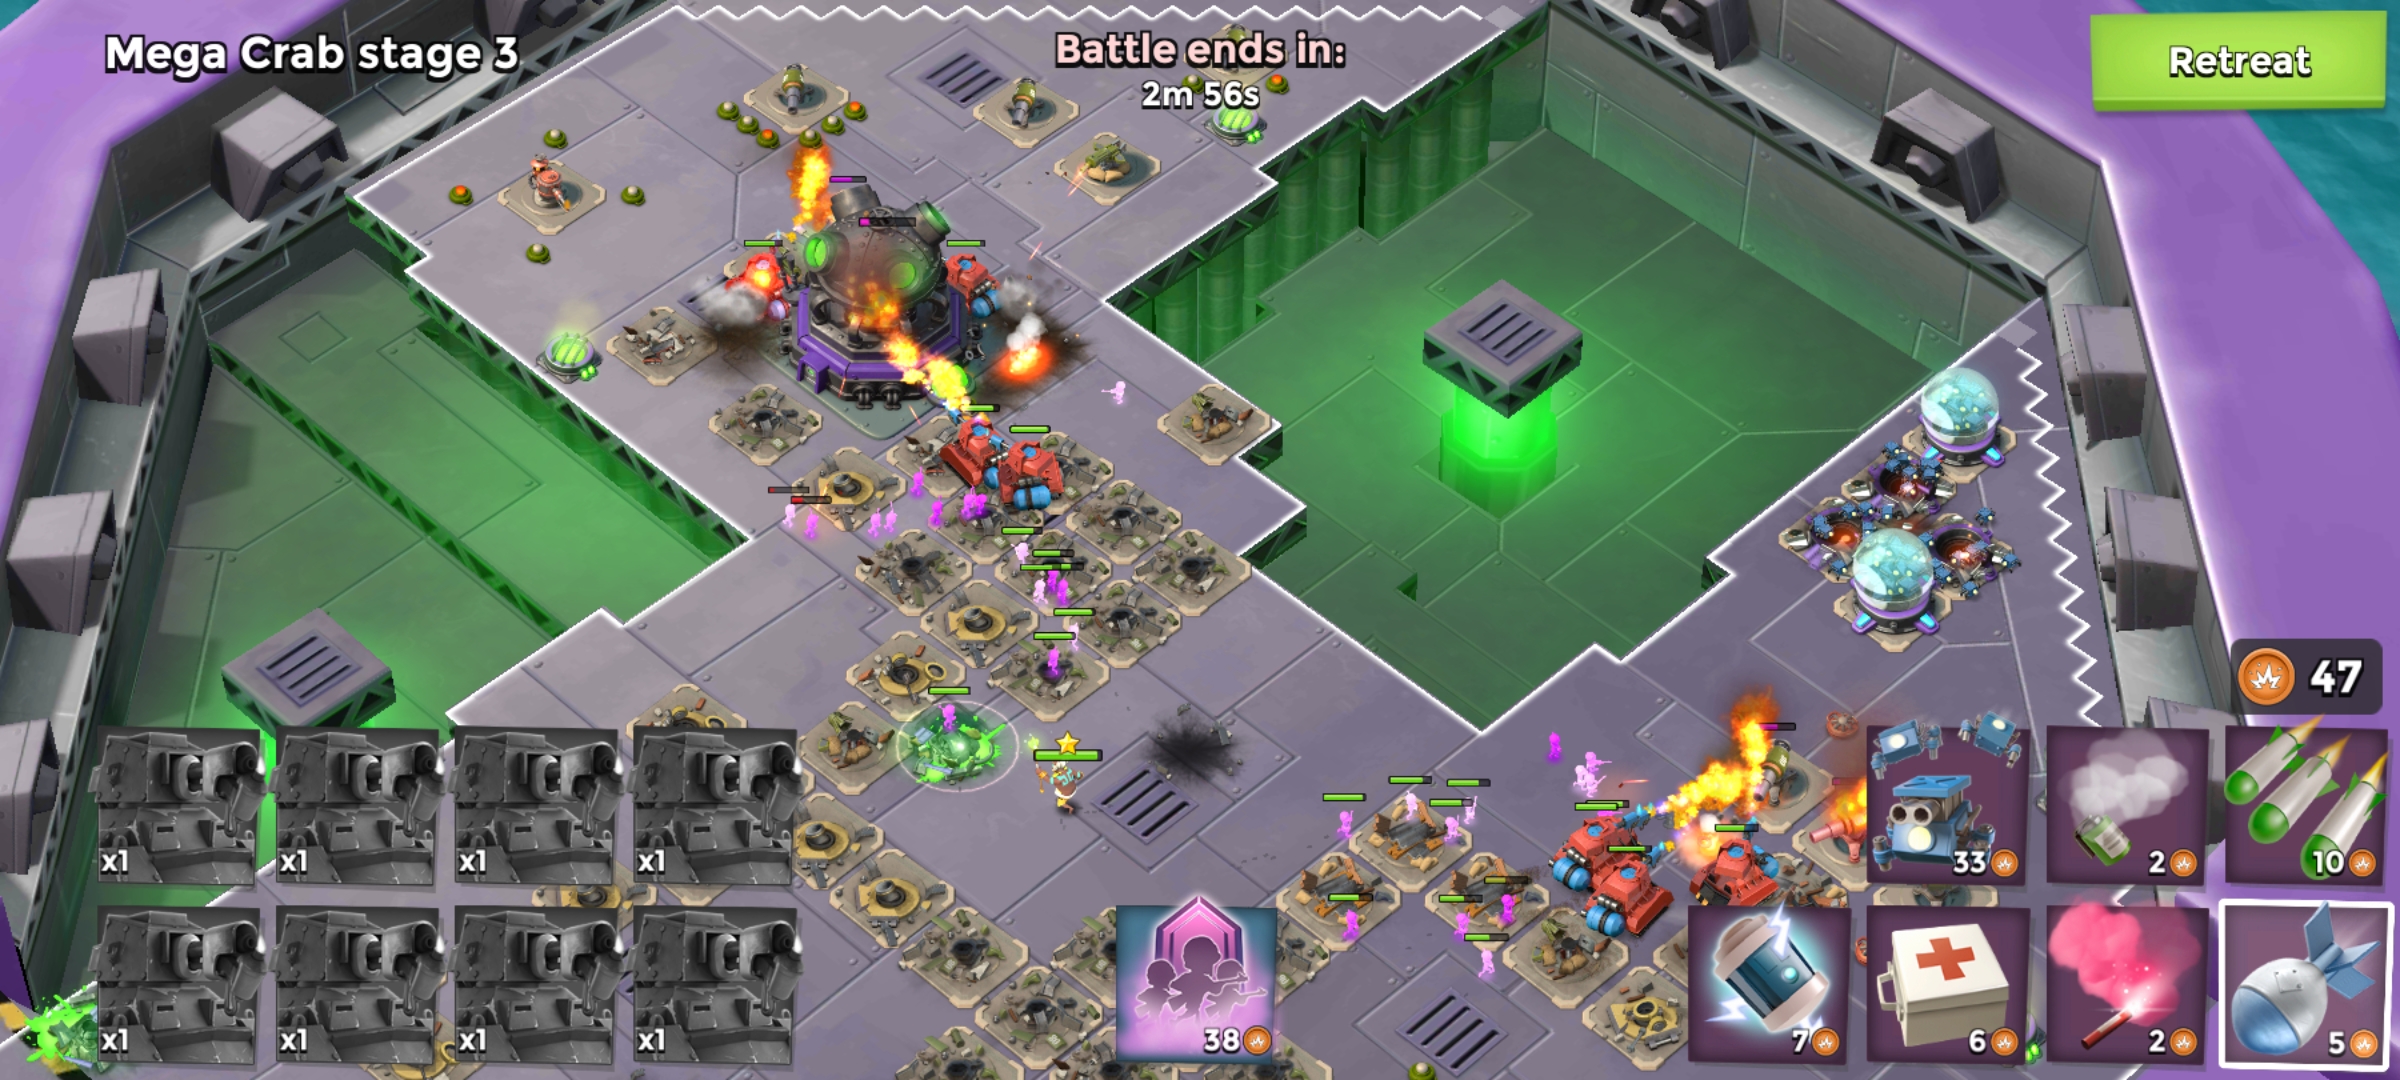 Mega Crab stage 3
Battle ends in:
2m 56s
Retreat
47
x1
x1
x1
x1
33
2
10
x1
x1
x1
x1
38
7
6
2
5